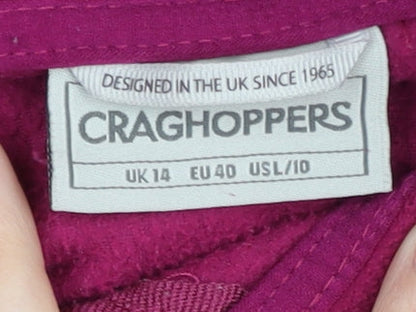 DESIGNED IN THE UK SINCE 1965
CRAGHOPPERS
UK 14 EU 40 US L/10